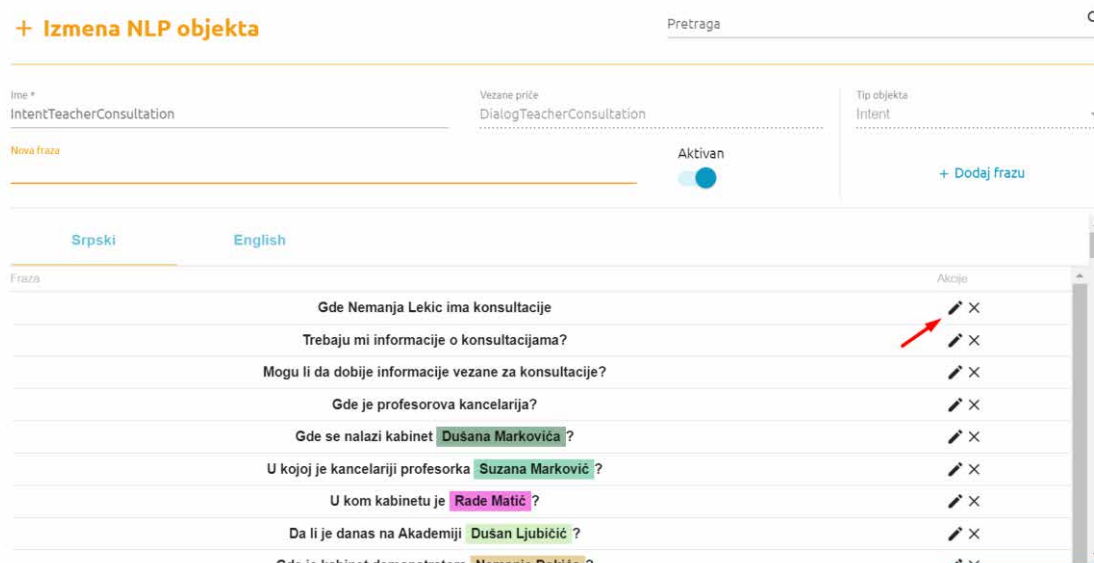 + Izmena NLP objekta
Pretraga
Ime *
Vezane priče
Tip objekta
IntentTeacherConsultation
DialogTeacherConsultation
Intent
Nova fraza
Aktivan
+ Dodaj frazu
Srpski
English
Fraza
Akcije
Gde Nemanja Lekic ima konsultacije
Trebaju mi informacije o konsultacijama?
Mogu li da dobije informacije vezane za konsultacije?
Gde je profesorova kancelarija?
Gde se nalazi kabinet Dušana Markovića ?
U kojoj je kancelariji profesorka Suzana Marković ?
U kom kabinetu je Rade Matić ?
Da li je danas na Akademiji Dušan Ljubičić ?